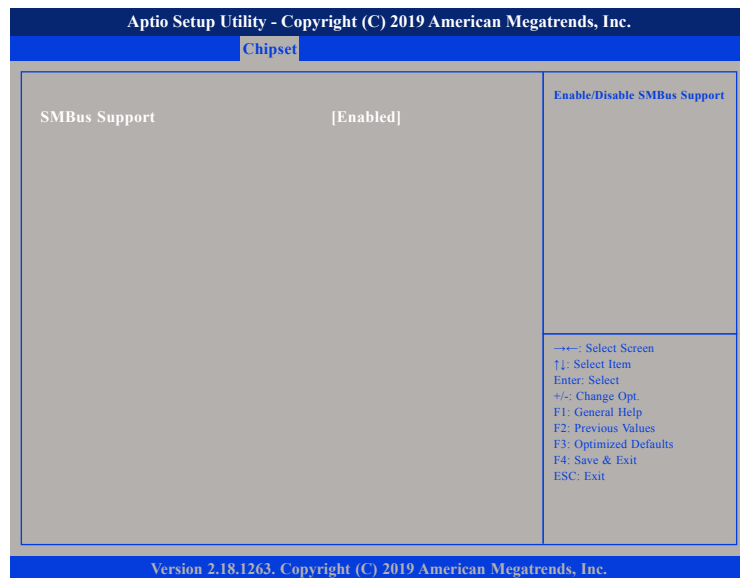 Aptio Setup Utility - Copyright (C) 2019 American Megatrends, Inc.
Chipset
SMBus Support [Enabled]
Enable/Disable SMBus Support
→←: Select Screen
↑↓: Select Item
Enter: Select
+/-: Change Opt.
F1: General Help
F2: Previous Values
F3: Optimized Defaults
F4: Save & Exit
ESC: Exit
Version 2.18.1263. Copyright (C) 2019 American Megatrends, Inc.